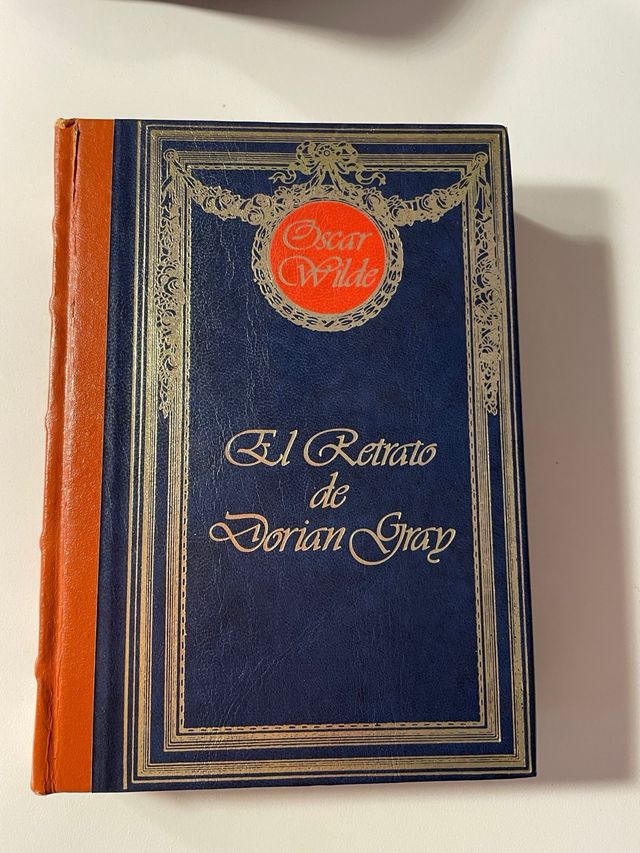 Oscar
Wilde
El Retrato
de
Dorian Gray